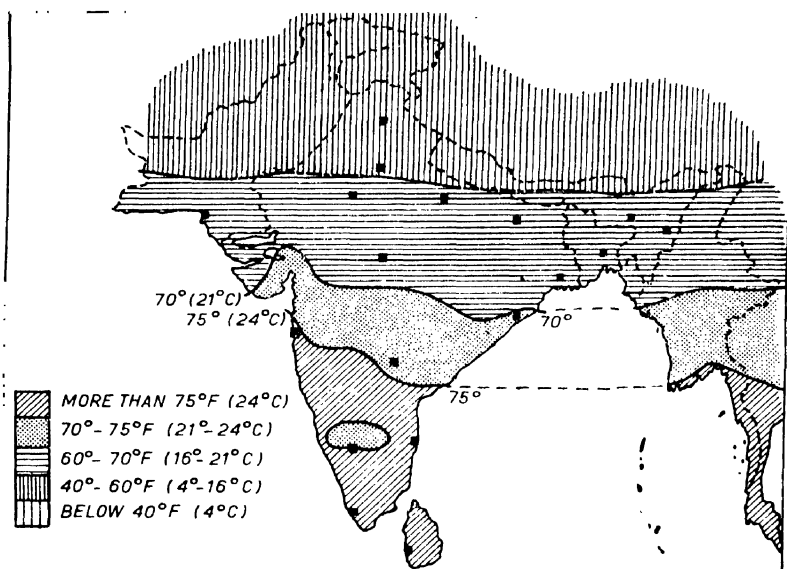 70° (21°C)
75° (24°C)
70°
75°
MORE THAN 75°F (24°C)
70°-75°F (21°-24°C)
60°-70°F (16°-21°C)
40°-60°F (4°-16°C)
BELOW 40°F (4°C)